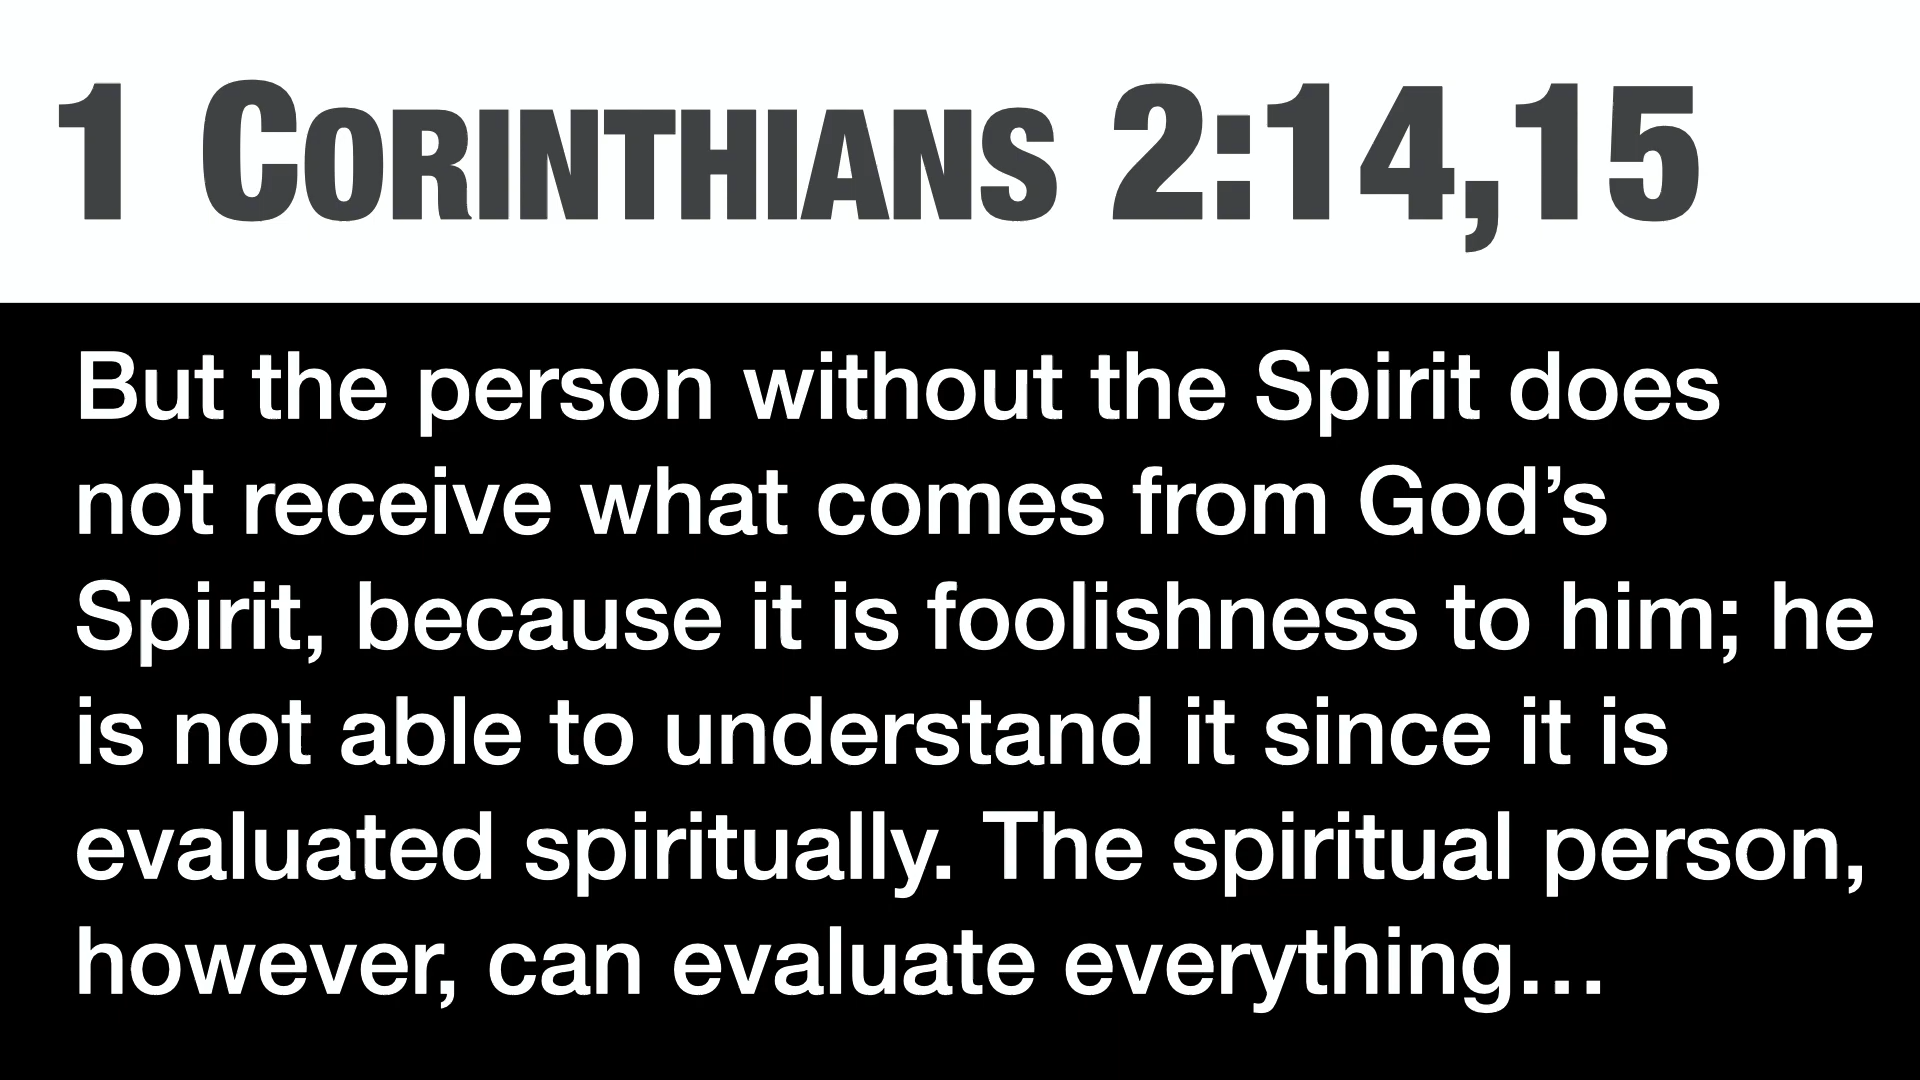 1 Corinthians 2:14,15
But the person without the Spirit does
not receive what comes from God’s
Spirit, because it is foolishness to him; he
is not able to understand it since it is
evaluated spiritually. The spiritual person,
however, can evaluate everything…